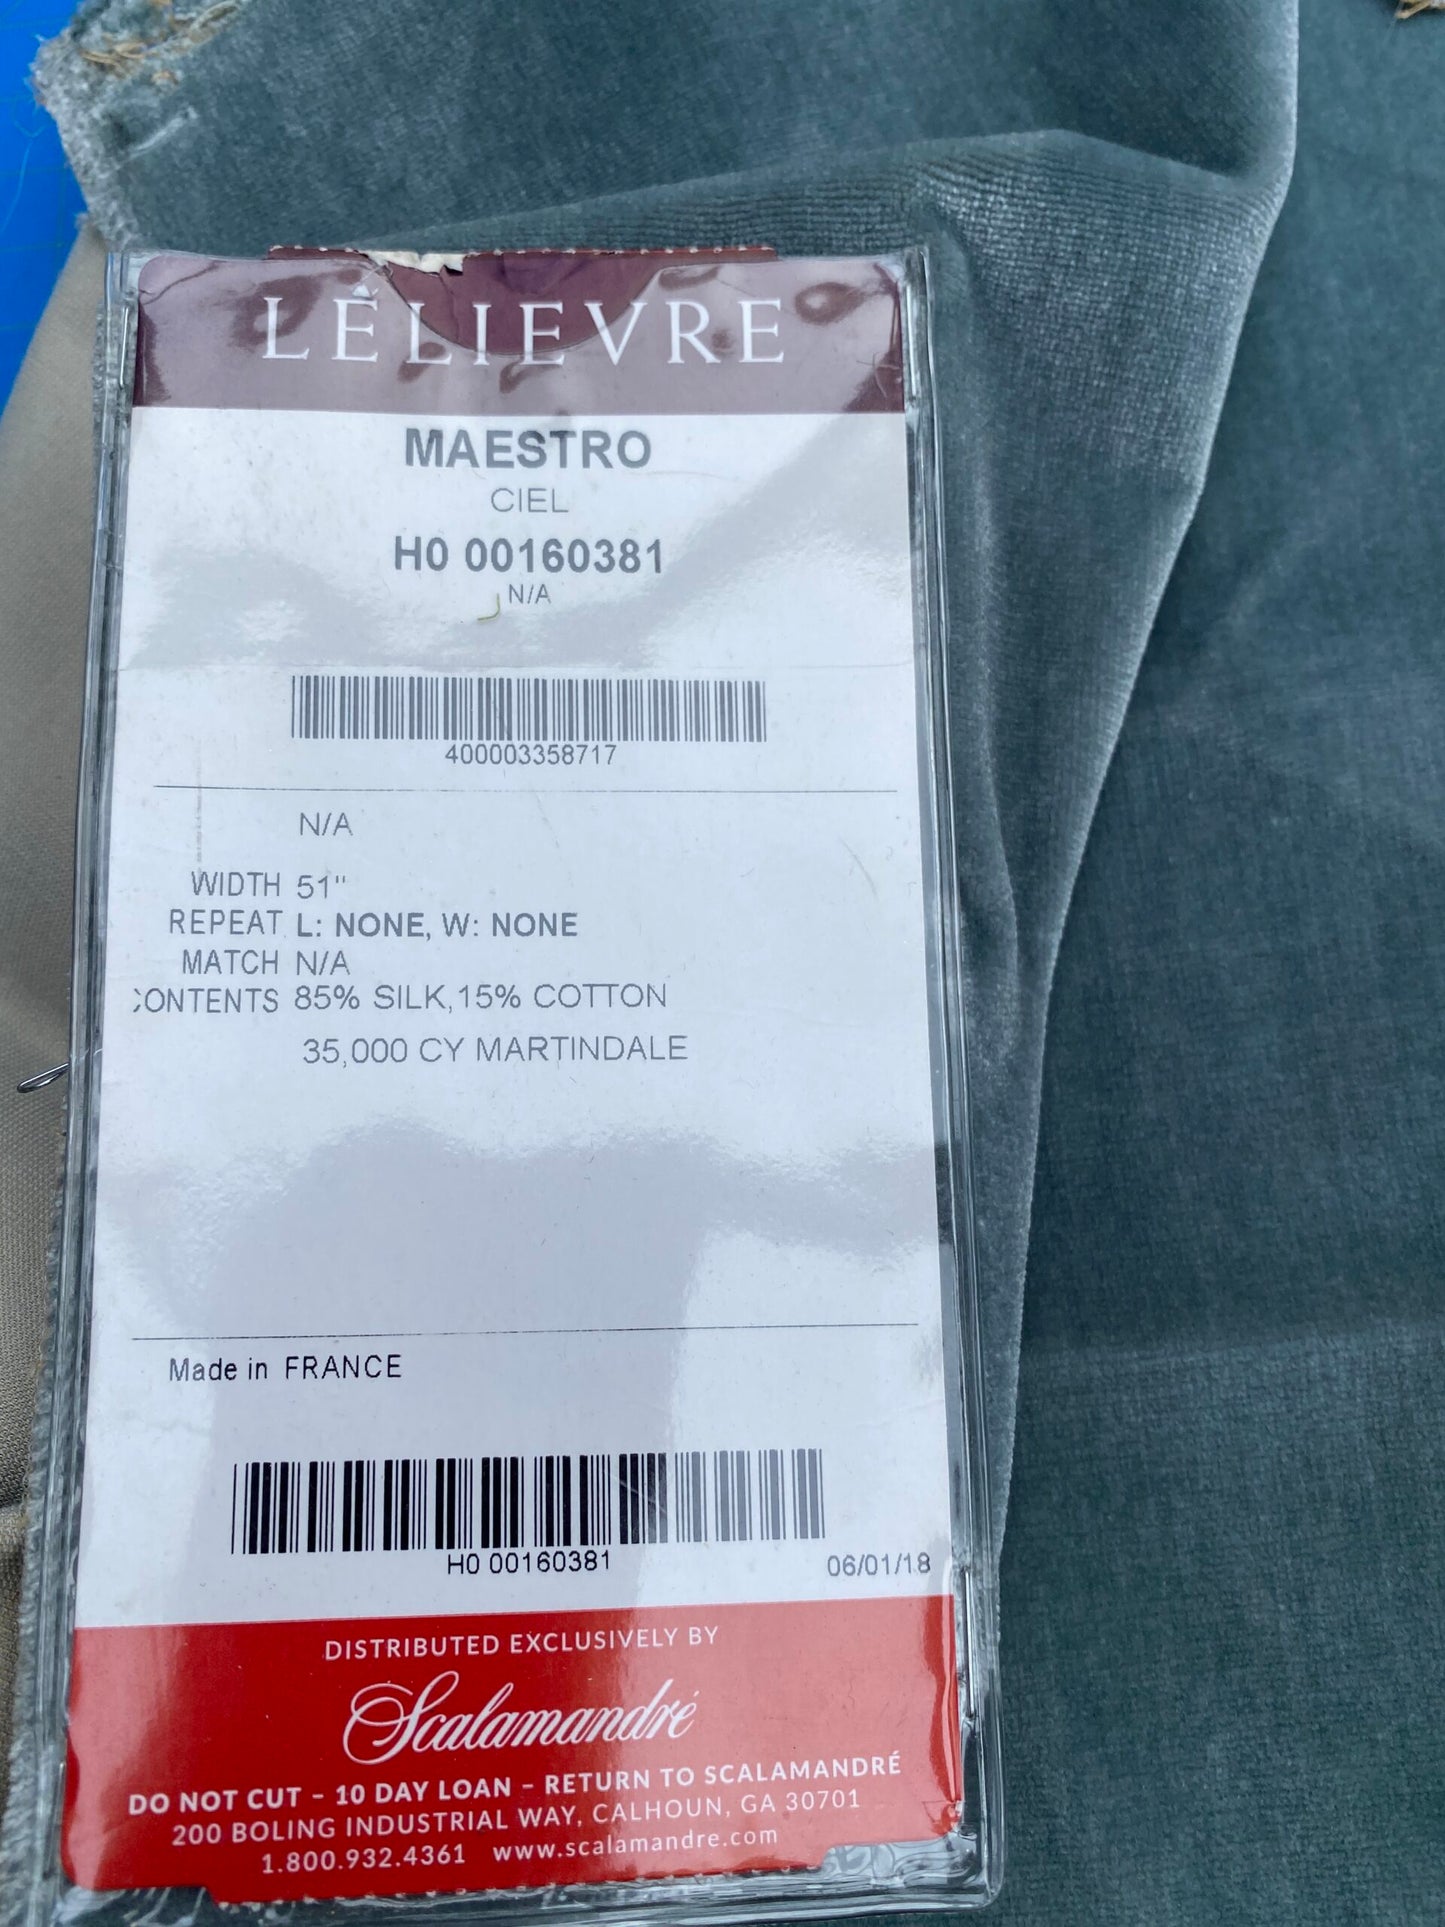 LÈLIEVRE
MAESTRO
CIEL
H0 00160381
N/A
400003358717
N/A
WIDTH 51"
REPEAT L: NONE, W: NONE
MATCH N/A
CONTENTS 85% SILK,15% COTTON
35,000 CY MARTINDALE
Made in FRANCE
H0 00160381
06/01/18
DISTRIBUTED EXCLUSIVELY BY
Scalamandré
DO NOT CUT – 10 DAY LOAN – RETURN TO SCALAMANDRÉ
200 BOLING INDUSTRIAL WAY, CALHOUN, GA 30701
1.800.932.4361 www.scalamandre.com